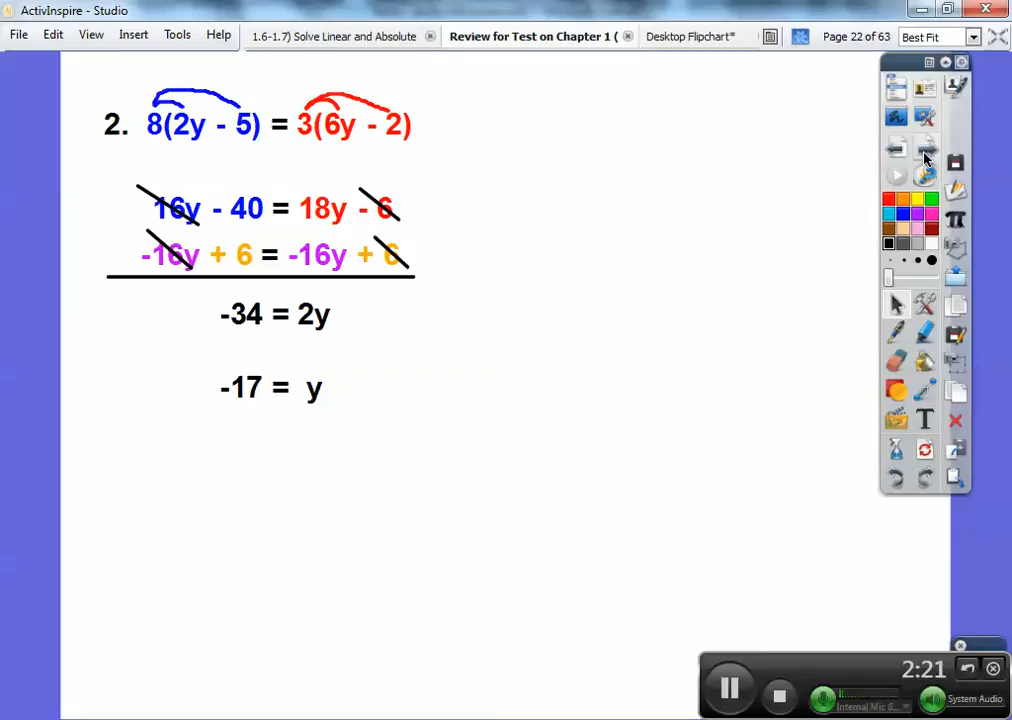 ActivInspire - Studio
File Edit View Insert Tools Help
1.6-1.7) Solve Linear and Absolute
Review for Test on Chapter 1 (
Desktop Flipchart*
Page 22 of 63
Best Fit
2. 8(2y - 5) = 3(6y - 2)
16y - 40 = 18y - 6
-16y + 6 = -16y + 6
-34 = 2y
-17 = y
T
2:21
Internal Mic (I...
System Audio